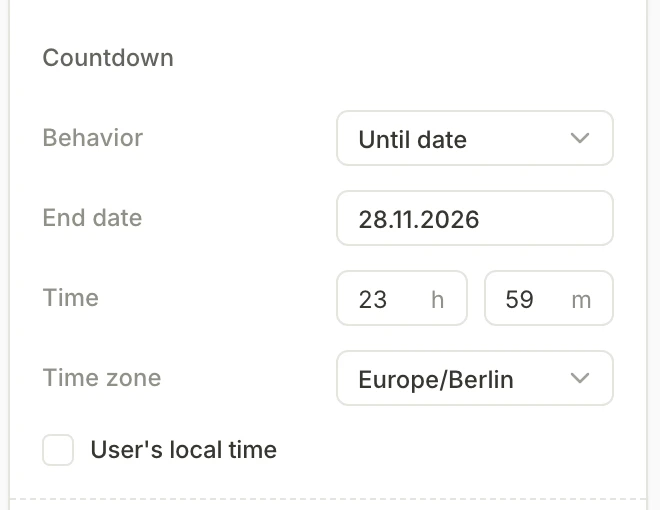 Countdown
Behavior Until date
End date 28.11.2026
Time 23 h 59 m
Time zone Europe/Berlin
User's local time